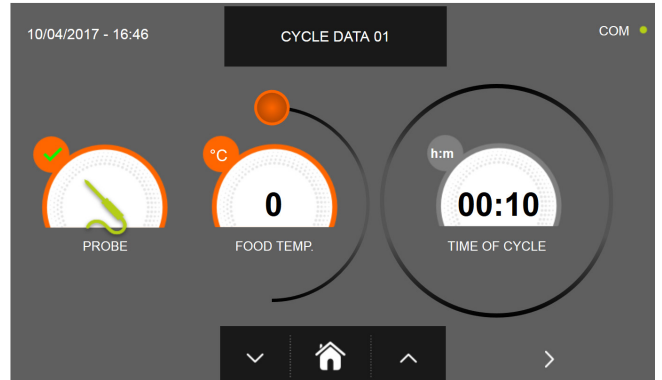 10/04/2017 - 16:46
CYCLE DATA 01
COM
°C
h:m
0
00:10
PROBE
FOOD TEMP.
TIME OF CYCLE